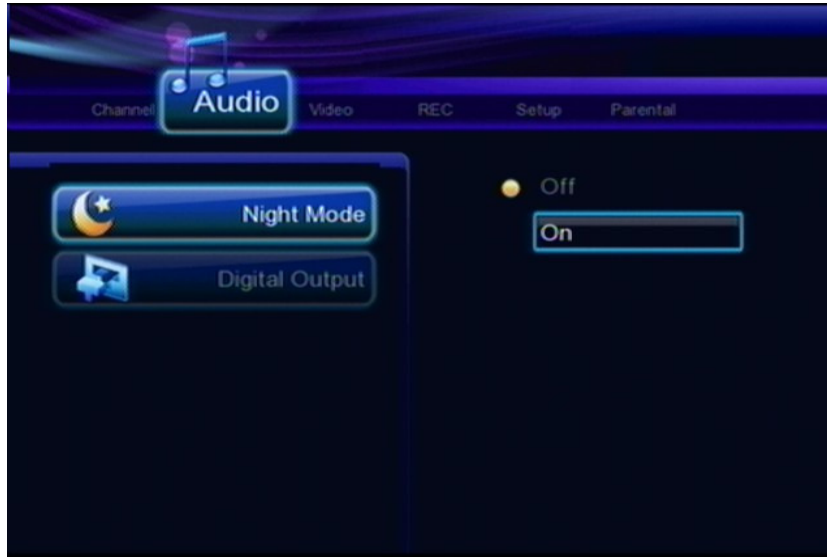 Channel Audio Video REC Setup Parental
Night Mode
Digital Output
Off
On